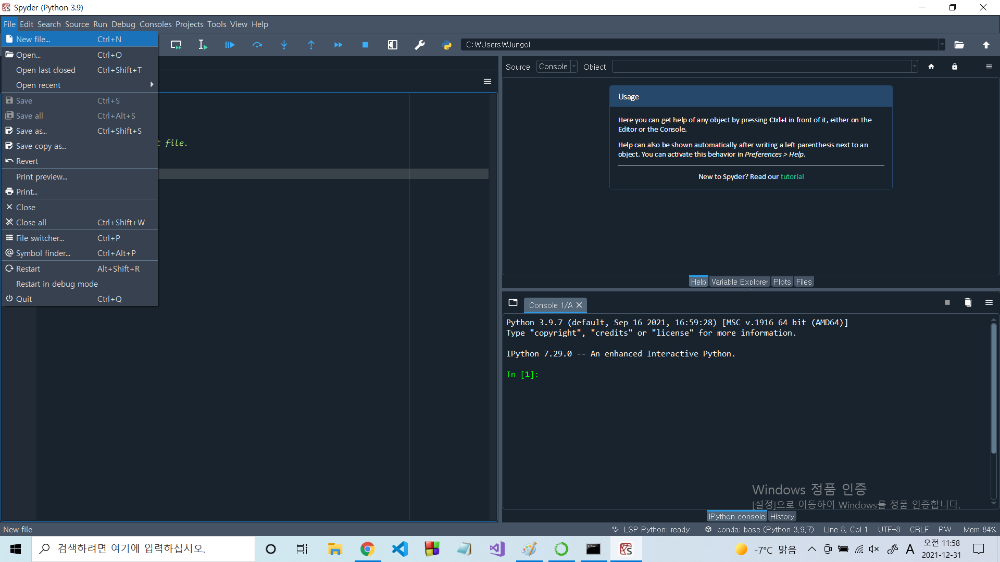 Spyder (Python 3.9)
File Edit Search Source Run Debug Consoles Projects Tools View Help
New file... Ctrl+N
Open... Ctrl+O
Open last closed Ctrl+Shift+T
Open recent
Save Ctrl+S
Save all Ctrl+Alt+S
Save as... Ctrl+Shift+S
Save copy as...
Revert
Print preview...
Print...
Close
Close all Ctrl+Shift+W
File switcher... Ctrl+P
Symbol finder... Ctrl+Alt+P
Restart Alt+Shift+R
Restart in debug mode
Quit Ctrl+Q
file.
C:₩Users₩Jungol
Source Console Object
Usage
Here you can get help of any object by pressing Ctrl+I in front of it, either on the
Editor or the Console.
Help can also be shown automatically after writing a left parenthesis next to an
object. You can activate this behavior in Preferences > Help.
New to Spyder? Read our tutorial
Help Variable Explorer Plots Files
Console 1/A
Python 3.9.7 (default, Sep 16 2021, 16:59:28) [MSC v.1916 64 bit (AMD64)]
Type "copyright", "credits" or "license" for more information.
IPython 7.29.0 -- An enhanced Interactive Python.
In [1]:
Windows 정품 인증
[설정]으로 이동하여 Windows를 정품 인증합니다.
IPython console History
New file
LSP Python: ready conda: base (Python 3.9.7) Line 8, Col 1 UTF-8 CRLF RW Mem 84%
검색하려면 여기에 입력하십시오.
-7°C 맑음
A
오전 11:58
2021-12-31